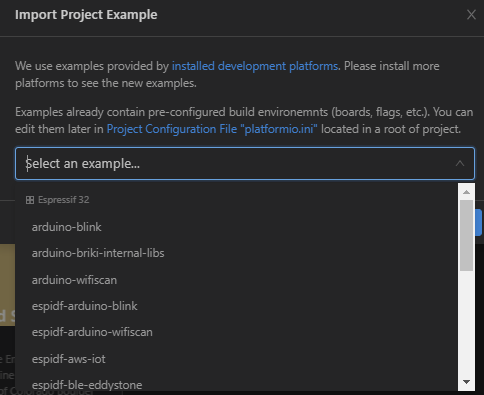 Import Project Example
We use examples provided by installed development platforms. Please install more
platforms to see the new examples.
Examples already contain pre-configured build environemnts (boards, flags, etc.). You can
edit them later in Project Configuration File "platformio.ini" located in a root of project.
Select an example...
Espressif 32
arduino-blink
arduino-briki-internal-libs
arduino-wifiscan
espidf-arduino-blink
espidf-arduino-wifiscan
espidf-aws-iot
espidf-ble-eddystone